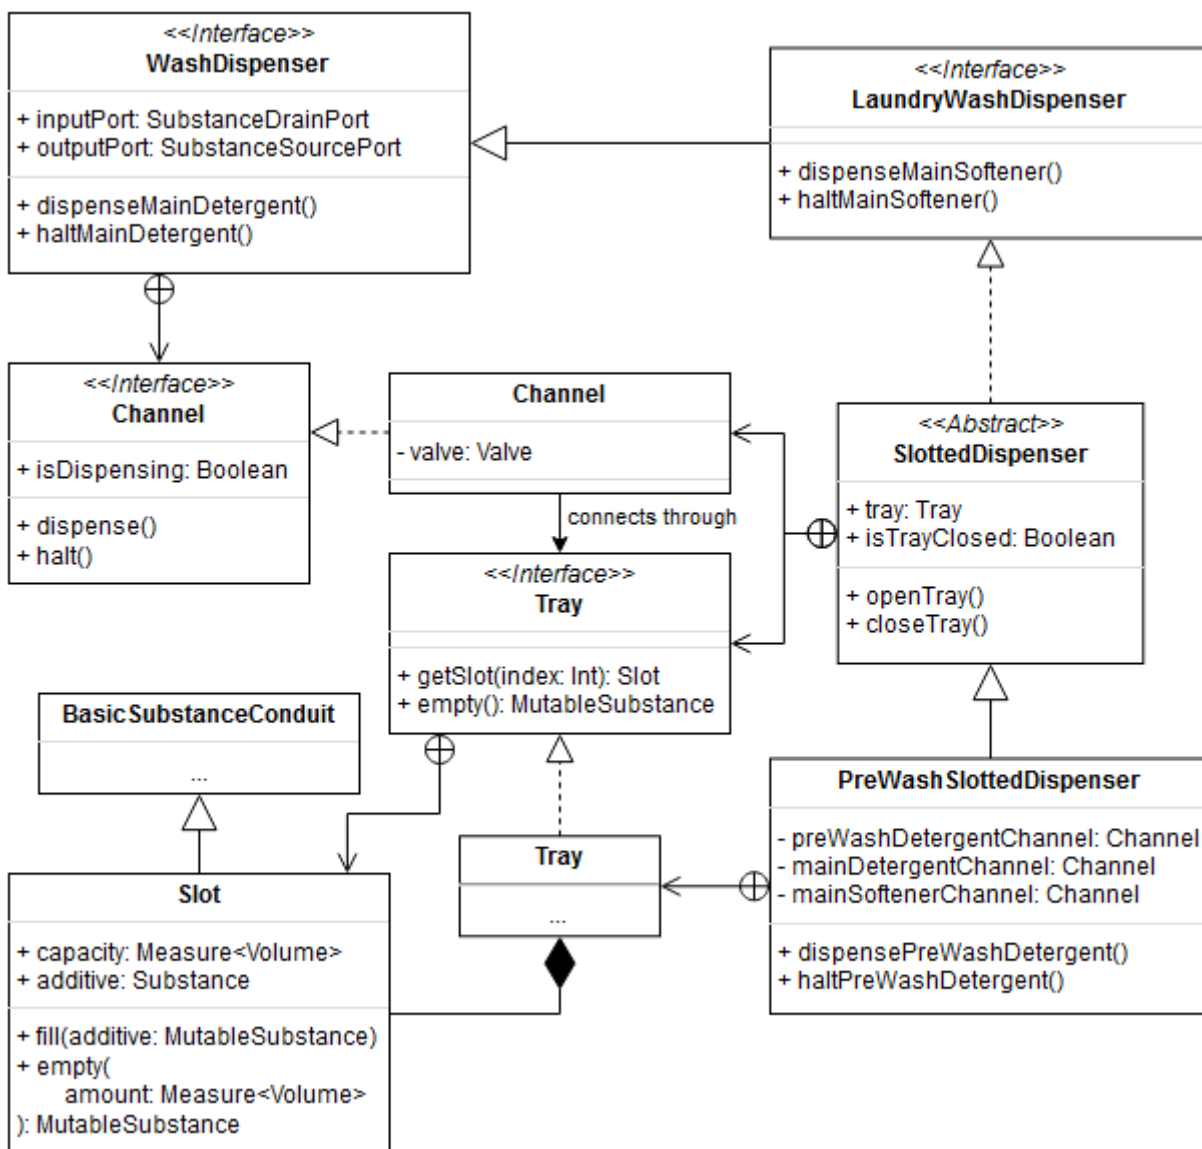 <<Interface>>
WashDispenser
+ inputPort: SubstanceDrainPort
+ outputPort: SubstanceSourcePort
+ dispenseMainDetergent()
+ haltMainDetergent()
<<Interface>>
LaundryWashDispenser
+ dispenseMainSoftener()
+ haltMainSoftener()
<<Interface>>
Channel
+ isDispensing: Boolean
+ dispense()
+ halt()
Channel
- valve: Valve
connects through
<<Abstract>>
SlottedDispenser
+ tray: Tray
+ isTrayClosed: Boolean
+ openTray()
+ closeTray()
<<Interface>>
Tray
+ getSlot(index: Int): Slot
+ empty(): MutableSubstance
BasicSubstanceConduit
...
Tray
...
PreWashSlottedDispenser
- preWashDetergentChannel: Channel
- mainDetergentChannel: Channel
- mainSoftenerChannel: Channel
+ dispensePreWashDetergent()
+ haltPreWashDetergent()
Slot
+ capacity: Measure<Volume>
+ additive: Substance
+ fill(additive: MutableSubstance)
+ empty(
amount: Measure<Volume>
): MutableSubstance